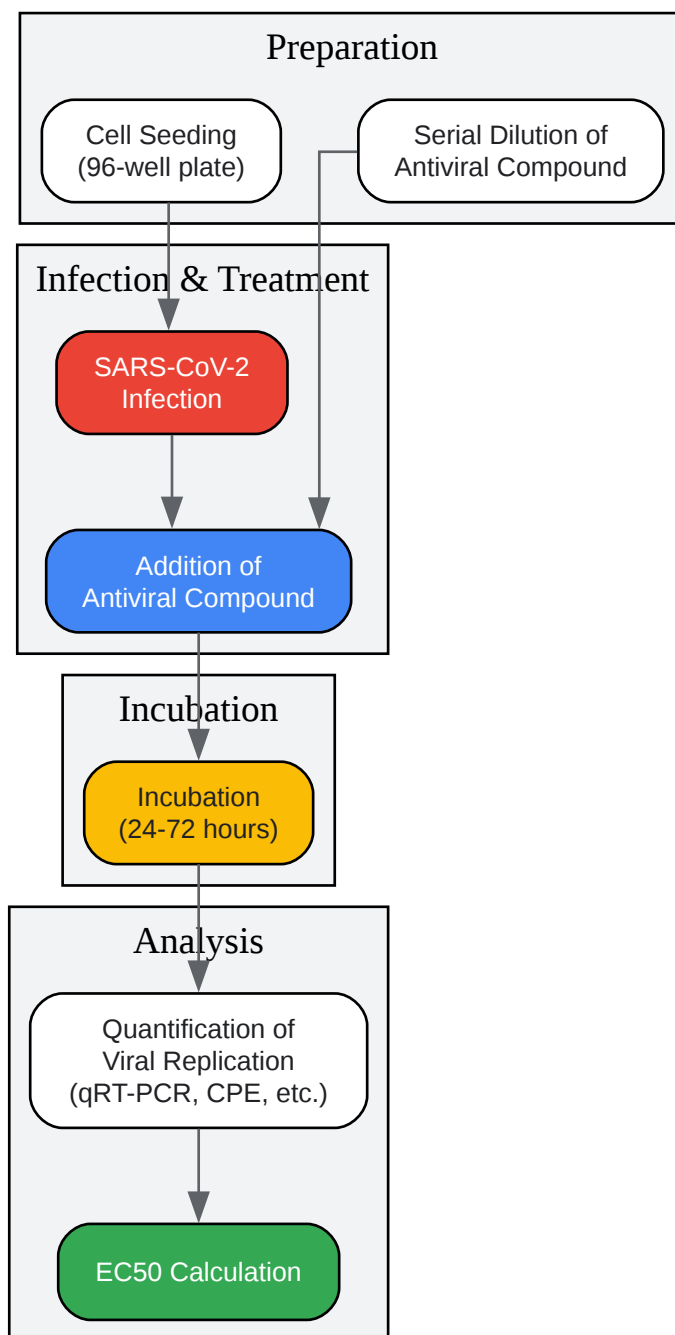 Preparation
Cell Seeding
(96-well plate)
Serial Dilution of
Antiviral Compound
Infection & Treatment
SARS-CoV-2
Infection
Addition of
Antiviral Compound
Incubation
Incubation
(24-72 hours)
Analysis
Quantification of
Viral Replication
(qRT-PCR, CPE, etc.)
EC50 Calculation